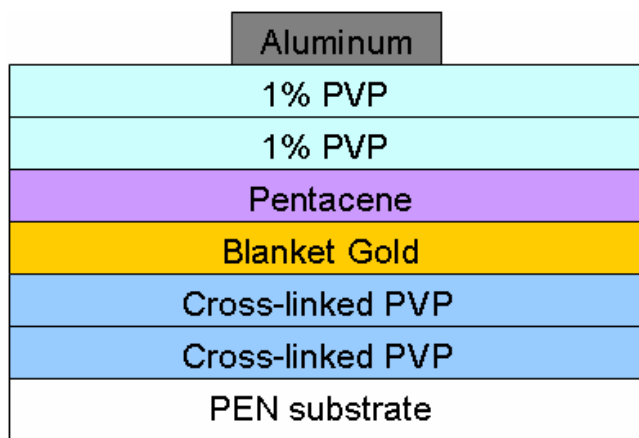 Aluminum
1% PVP
1% PVP
Pentacene
Blanket Gold
Cross-linked PVP
Cross-linked PVP
PEN substrate